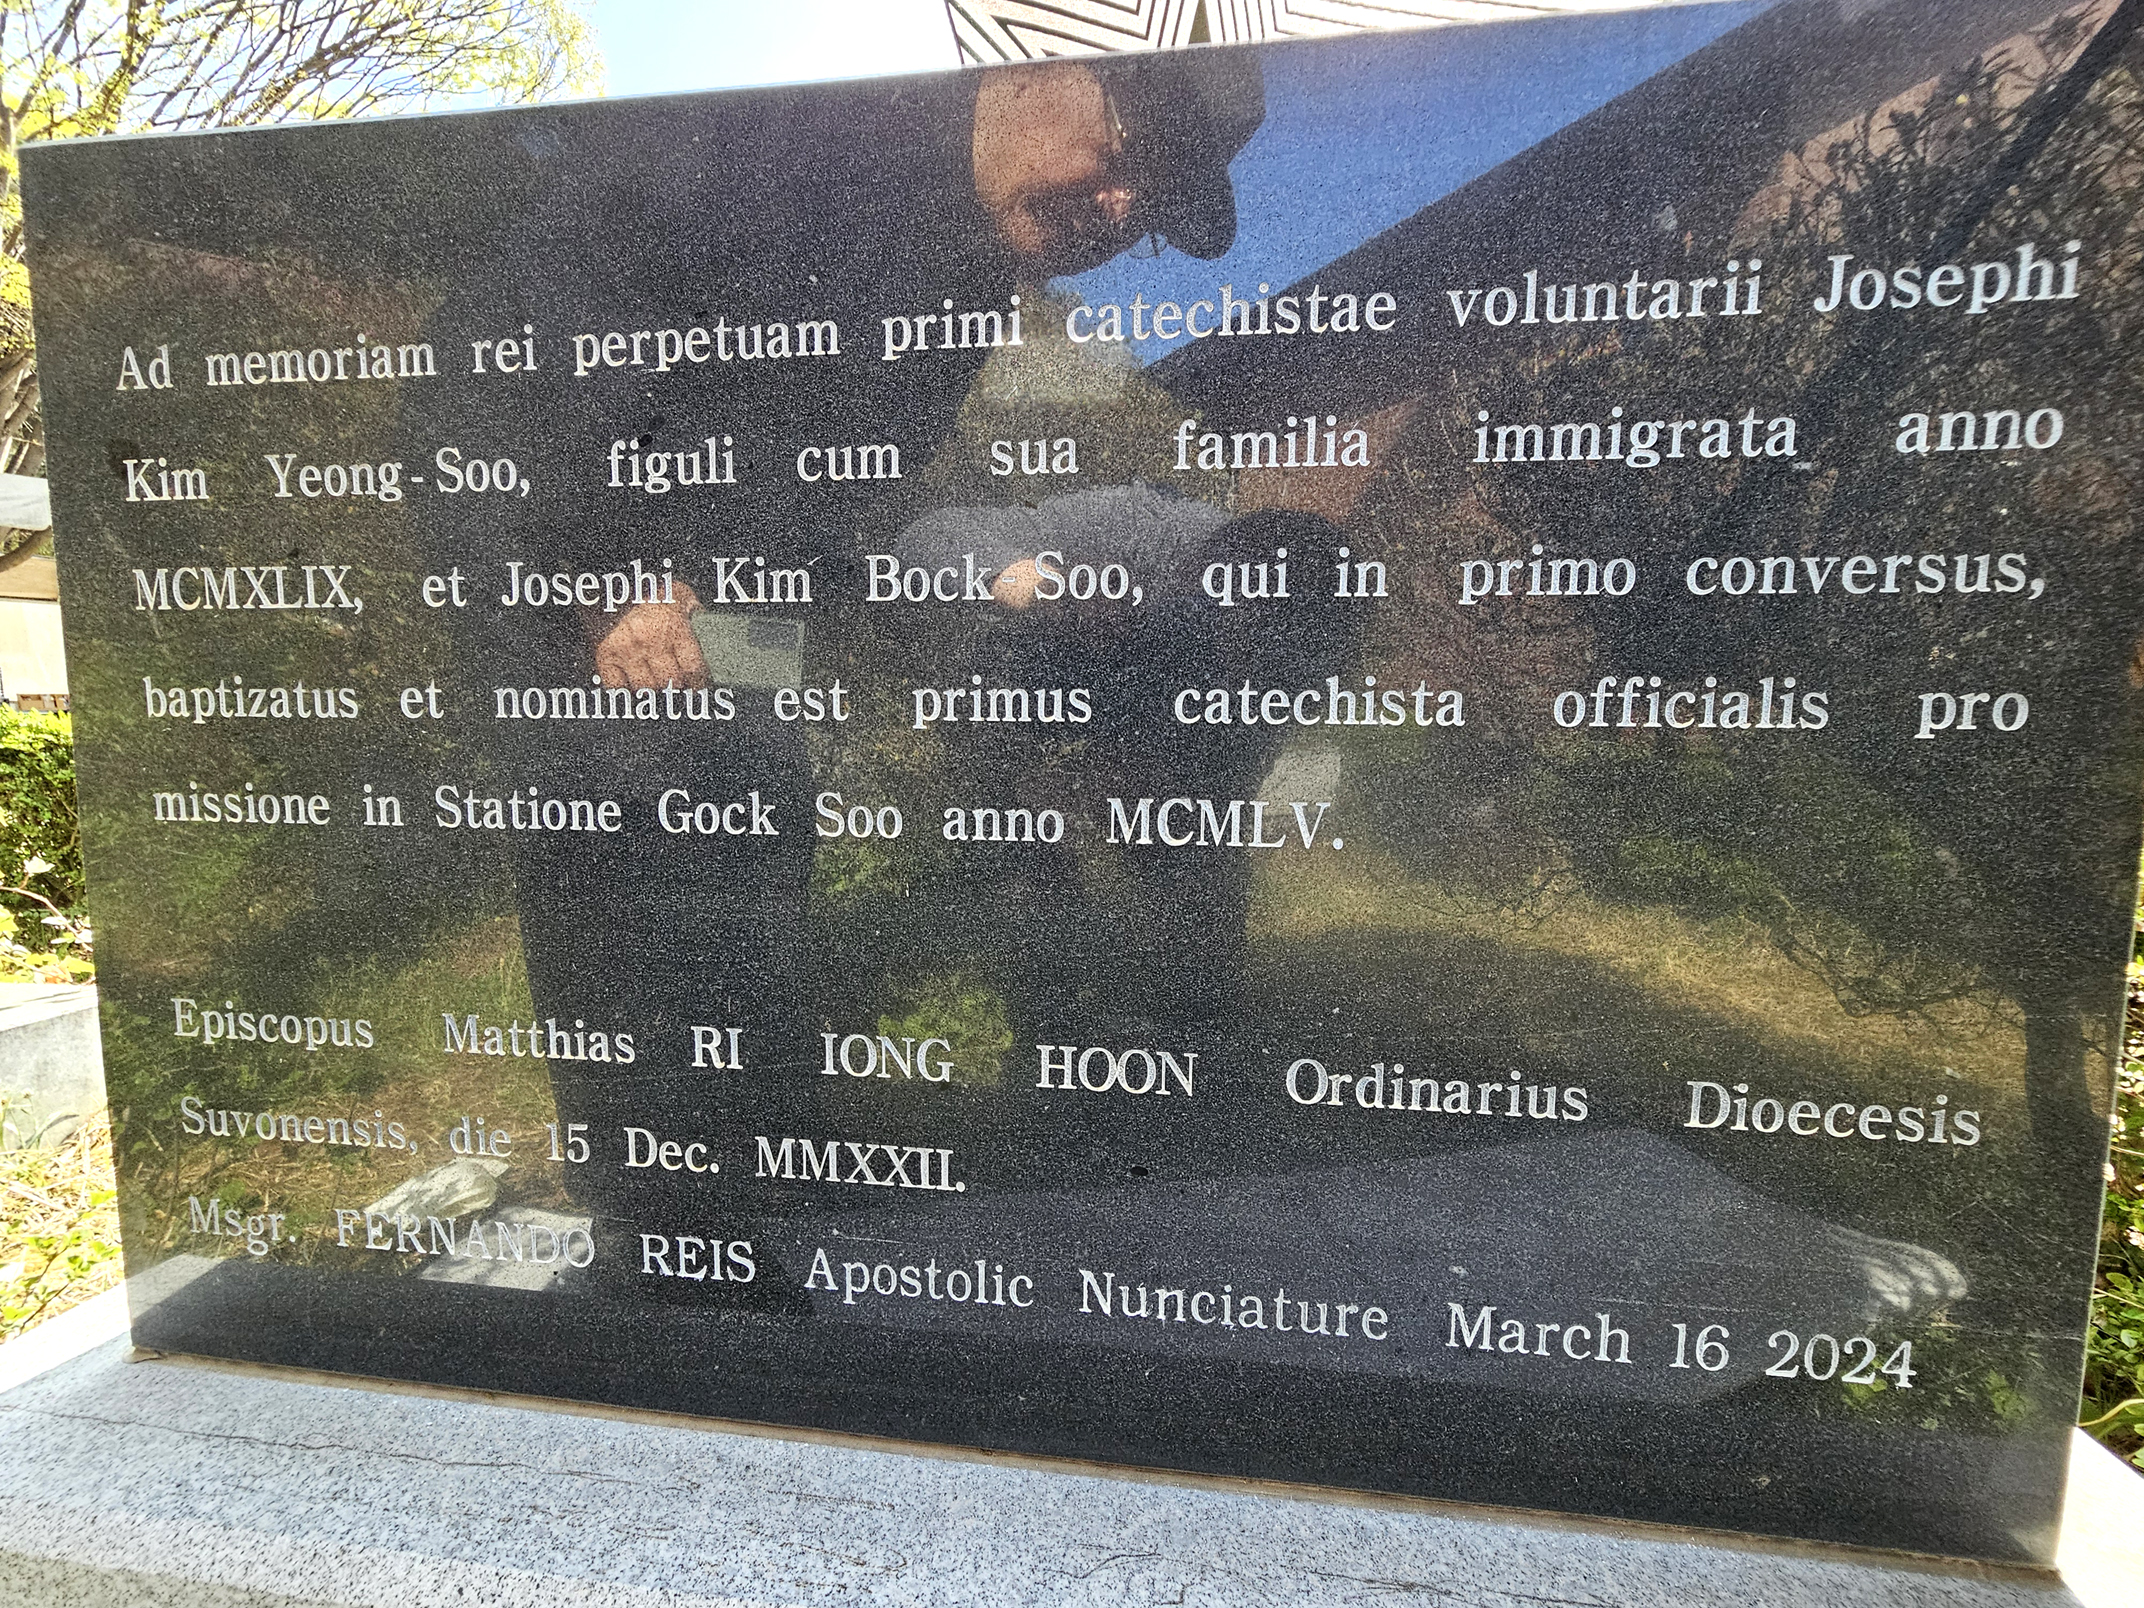 Ad memoriam rei perpetuam primi catechistae voluntarii Josephi
Kim Yeong-Soo, figuli cum sua familia immigrata anno
MCMXLIX, et Josephi Kim Bock-Soo, qui in primo conversus,
baptizatus et nominatus est primus catechista officialis pro
missione in Statione Gock Soo anno MCMLV.
Episcopus Matthias RI IONG HOON Ordinarius Dioecesis
Suvonensis, die 15 Dec. MMXXII.
Msgr. FERNANDO REIS Apostolic Nunciature March 16 2024